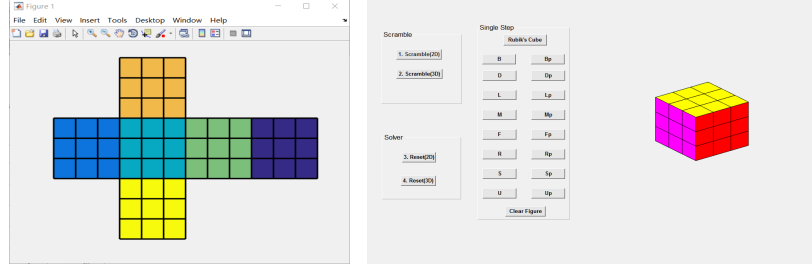 Figure 1
File Edit View Insert Tools Desktop Window Help
Scramble
1. Scramble(2D)
2. Scramble(3D)
Solver
3. Reset(2D)
4. Reset(3D)
Single Step
Rubik's Cube
B Bp
D Dp
L Lp
M Mp
F Fp
R Rp
S Sp
U Up
Clear Figure